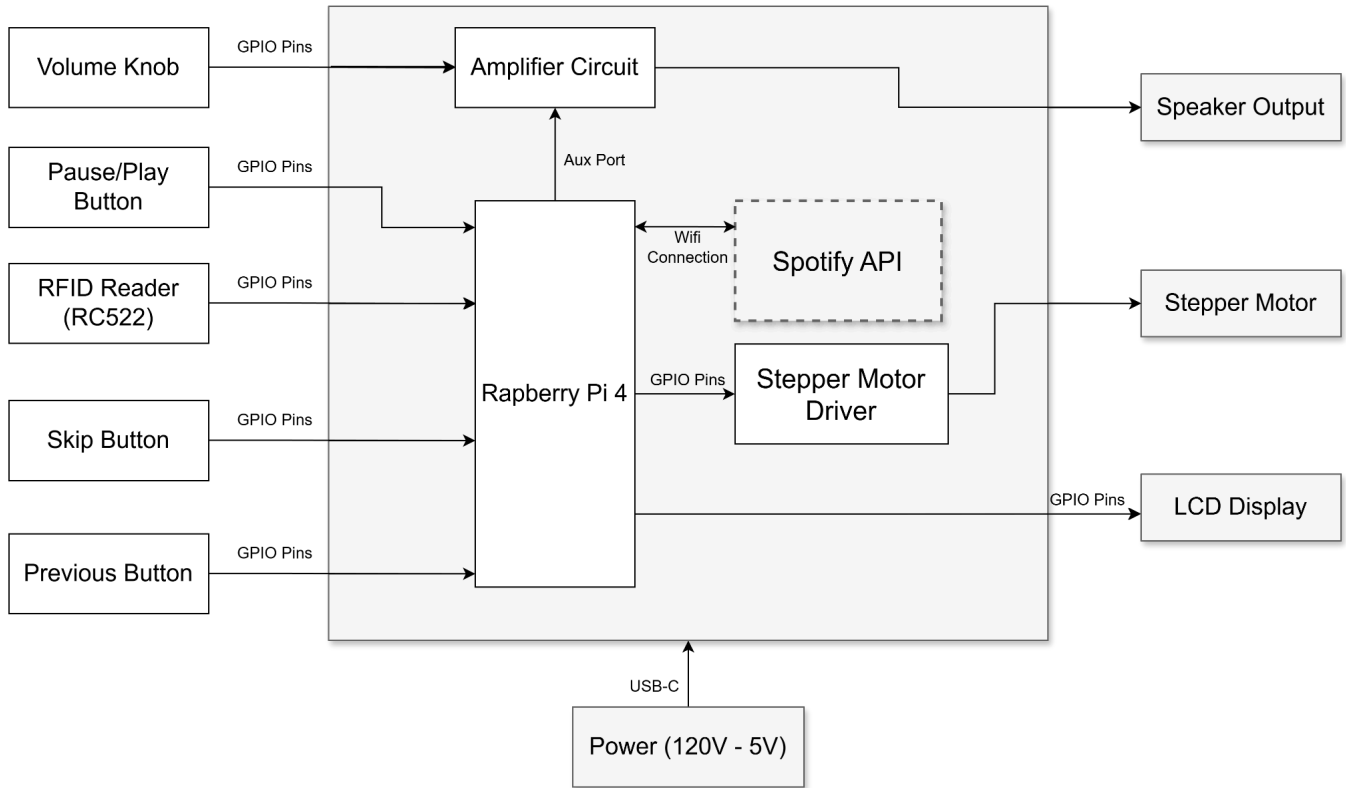 Volume Knob
GPIO Pins
Amplifier Circuit
Speaker Output
Pause/Play
Button
GPIO Pins
Aux Port
RFID Reader
(RC522)
GPIO Pins
Wifi
Connection
Spotify API
Stepper Motor
Rapberry Pi 4
GPIO Pins
Stepper Motor
Driver
Skip Button
GPIO Pins
GPIO Pins
LCD Display
Previous Button
GPIO Pins
USB-C
Power (120V - 5V)